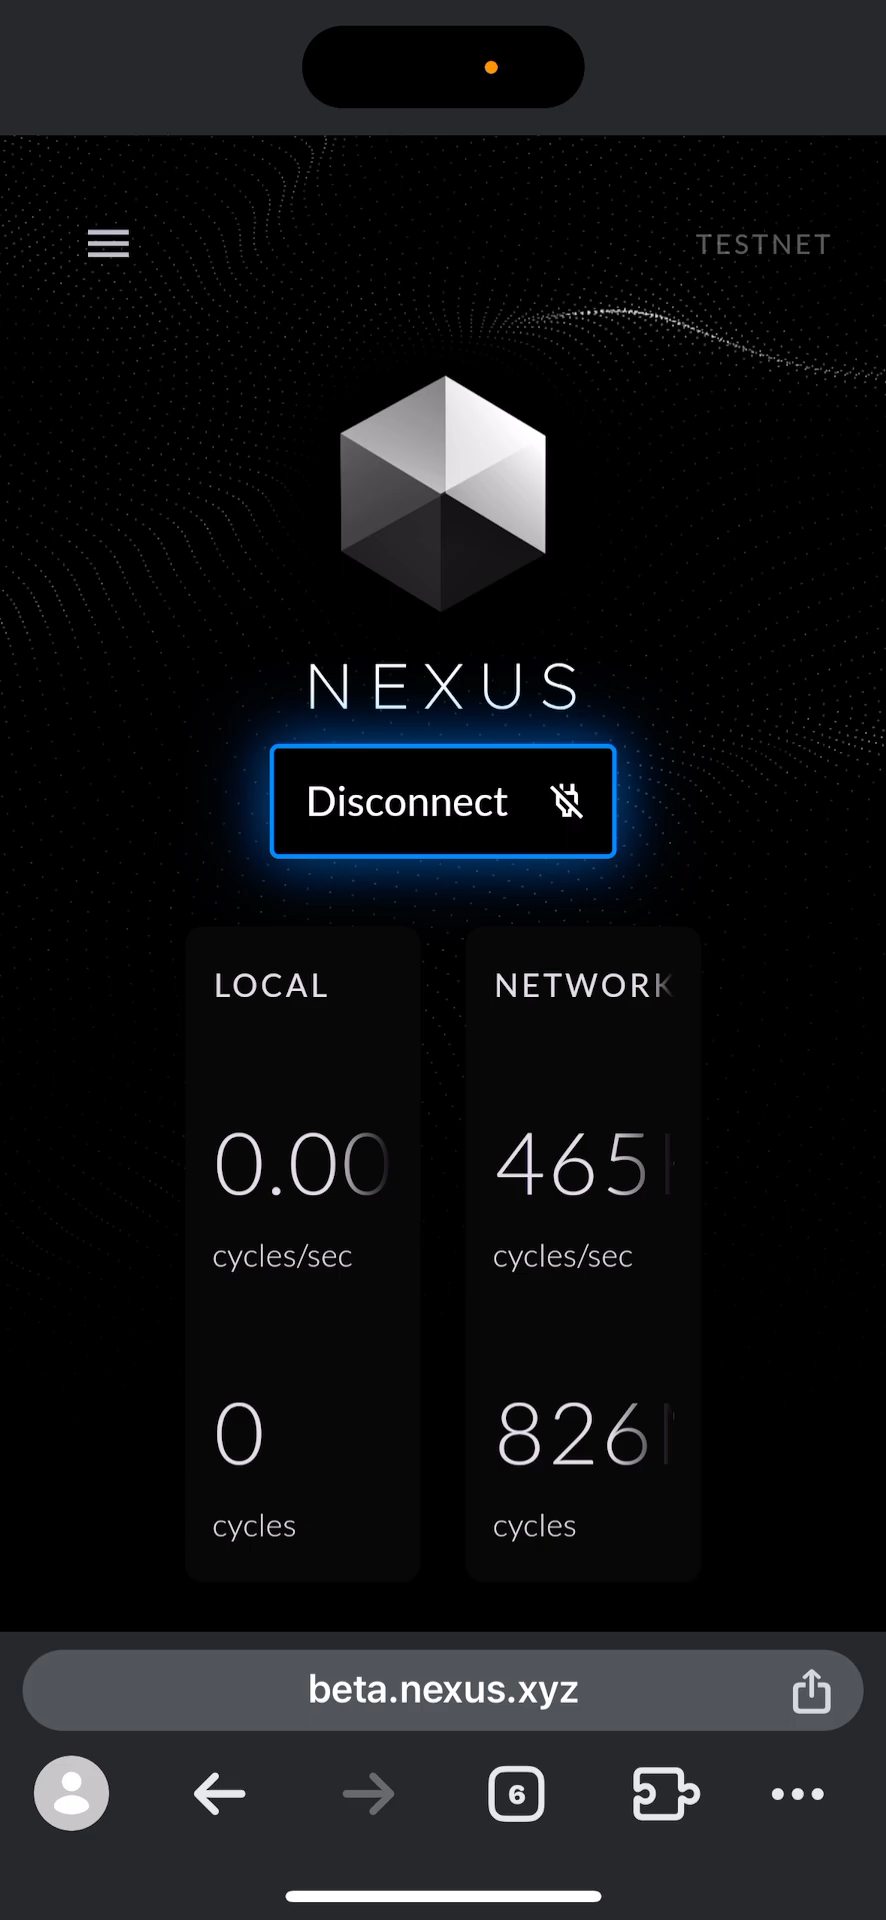 TESTNET
NEXUS
Disconnect
LOCAL
0.00
cycles/sec
0
cycles
NETWORK
465
cycles/sec
826
cycles
beta.nexus.xyz
6